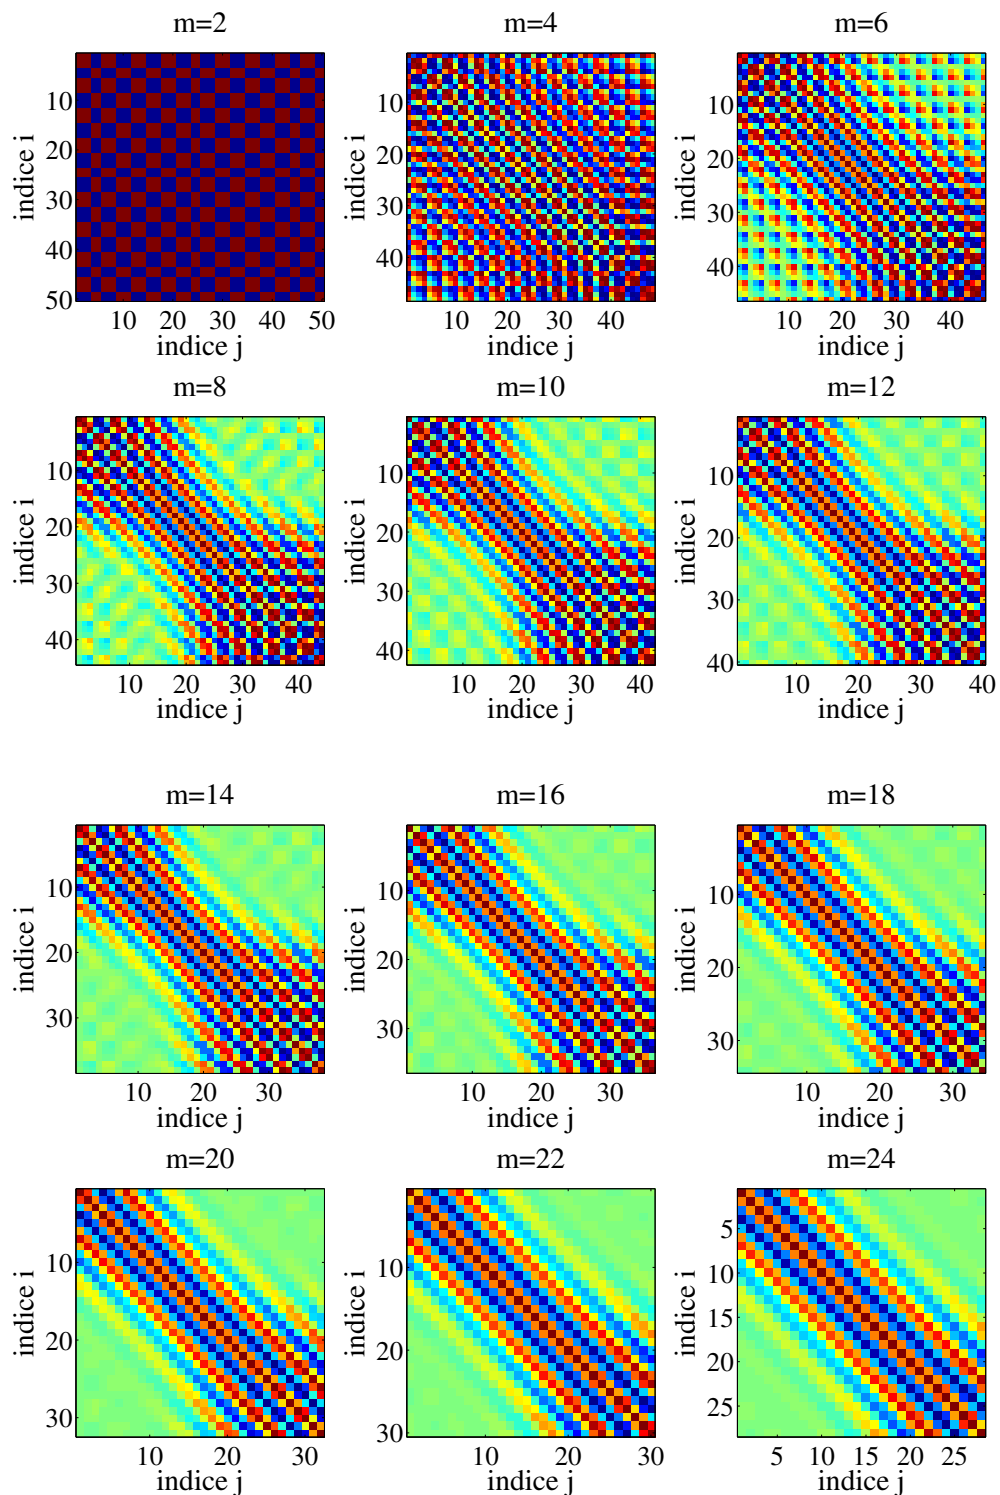 m=2 m=4 m=6
indice i 10 20 30 40 50 indice i 10 20 30 40 indice i 10 20 30 40
10 20 30 40 50 10 20 30 40 10 20 30 40
indice j indice j indice j
m=8 m=10 m=12
indice i 10 20 30 40 indice i 10 20 30 40 indice i 10 20 30 40
10 20 30 40 10 20 30 40 10 20 30 40
indice j indice j indice j
m=14 m=16 m=18
indice i 10 20 30 indice i 10 20 30 indice i 10 20 30
10 20 30 10 20 30 10 20 30
indice j indice j indice j
m=20 m=22 m=24
indice i 10 20 30 indice i 10 20 30 indice i 5 10 15 20 25
10 20 30 10 20 30 5 10 15 20 25
indice j indice j indice j